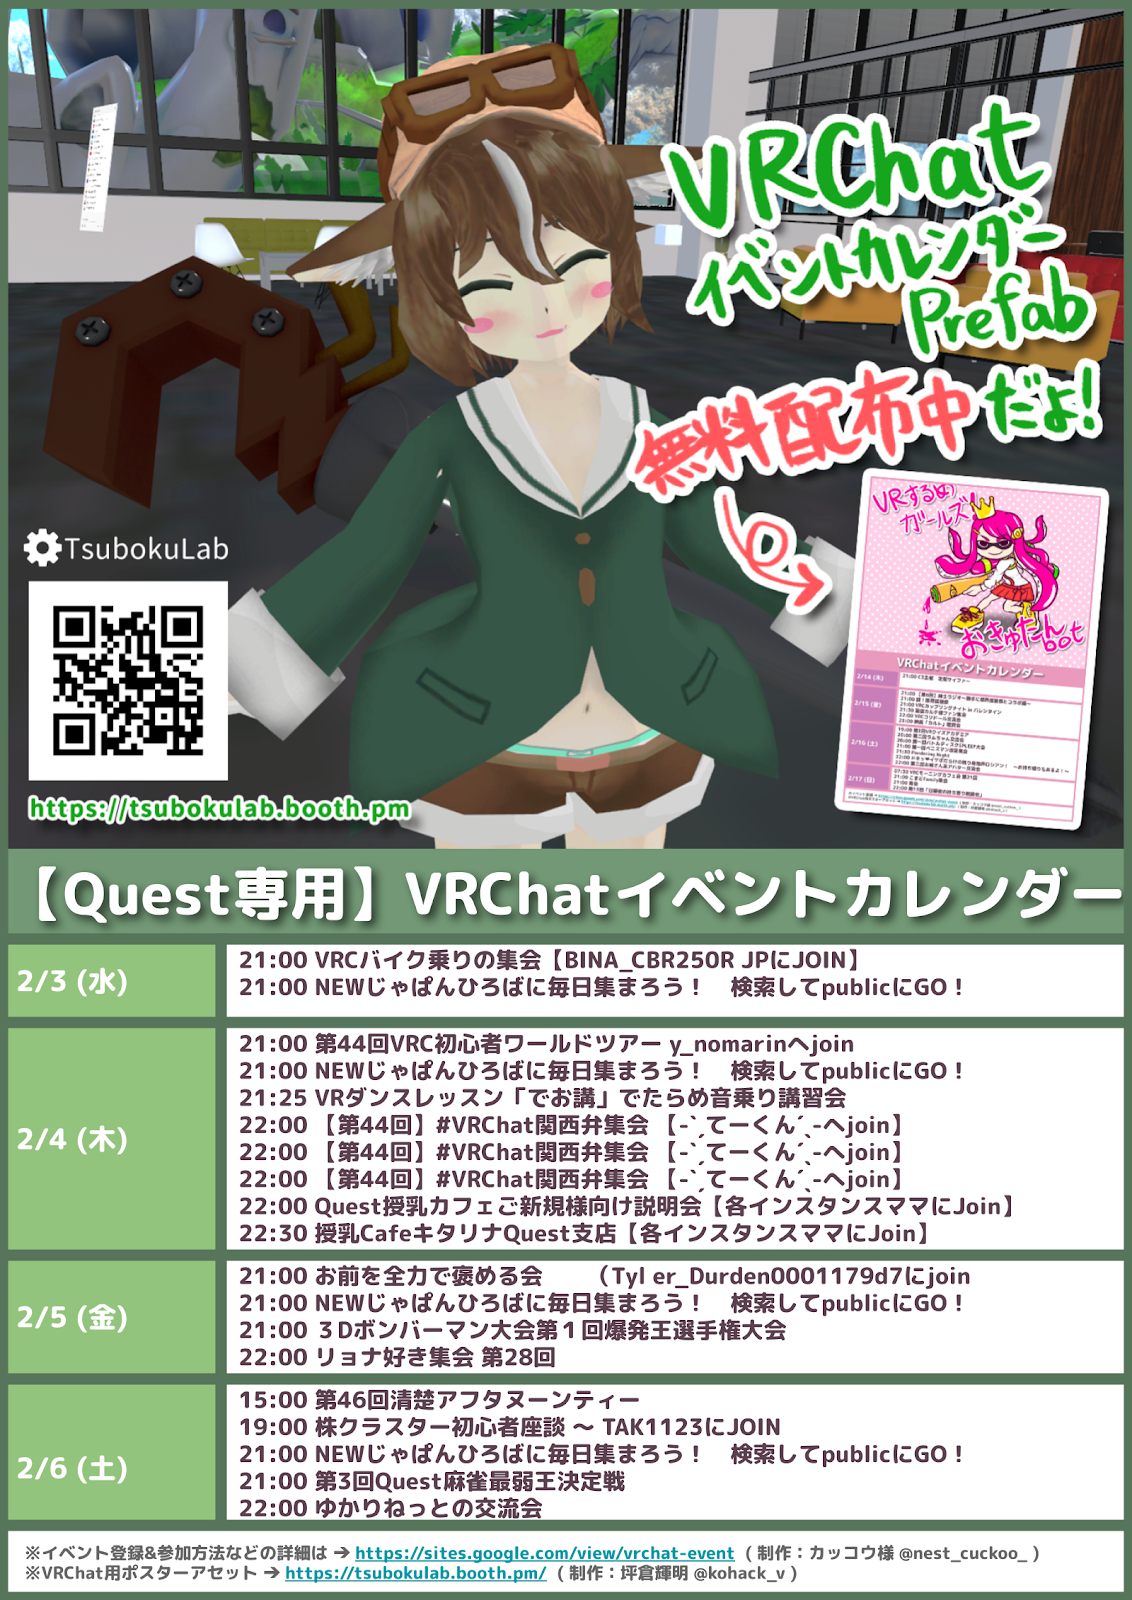 VRChat
イベントカレンダー
Prefab
無料配布中だよ!
TsubokuLab
https://tsubokulab.booth.pm
VRするめ
ガールズ
おきゅたんbot
VRChatイベントカレンダー
2/14 (木)
2/15 (金)
2/16 (土)
2/17 (日)
【Quest専用】VRChatイベントカレンダー
2/3 (水)
21:00 VRCバイク乗りの集会【BINA_CBR250R JPにJOIN】
21:00 NEWじゃぱんひろばに毎日集まろう！　検索してpublicにGO！
2/4 (木)
21:00 第44回VRC初心者ワールドツアー y_nomarinへjoin
21:00 NEWじゃぱんひろばに毎日集まろう！　検索してpublicにGO！
21:25 VRダンスレッスン「でお講」でたらめ音乗り講習会
22:00 【第44回】#VRChat関西弁集会 【-`ˏてーくんˊˎ-へjoin】
22:00 【第44回】#VRChat関西弁集会 【-`ˏてーくんˊˎ-へjoin】
22:00 【第44回】#VRChat関西弁集会 【-`ˏてーくんˊˎ-へjoin】
22:00 Quest授乳カフェご新規様向け説明会【各インスタンスママにJoin】
22:30 授乳CafeキタリナQuest支店【各インスタンスママにJoin】
2/5 (金)
21:00 お前を全力で褒める会　　（Tyl er_Durden0001179d7にjoin
21:00 NEWじゃぱんひろばに毎日集まろう！　検索してpublicにGO！
21:00 ３Dボンバーマン大会第１回爆発王選手権大会
22:00 リョナ好き集会 第28回
2/6 (土)
15:00 第46回清楚アフタヌーンティー
19:00 株クラスター初心者座談 〜 TAK1123にJOIN
21:00 NEWじゃぱんひろばに毎日集まろう！　検索してpublicにGO！
21:00 第3回Quest麻雀最弱王決定戦
22:00 ゆかりねっとの交流会
※イベント登録&参加方法などの詳細は ➔ https://sites.google.com/view/vrchat-event ( 制作：カッコウ様 @nest_cuckoo_ )
※VRChat用ポスターアセット ➔ https://tsubokulab.booth.pm/ ( 制作：坪倉輝明 @kohack_v )